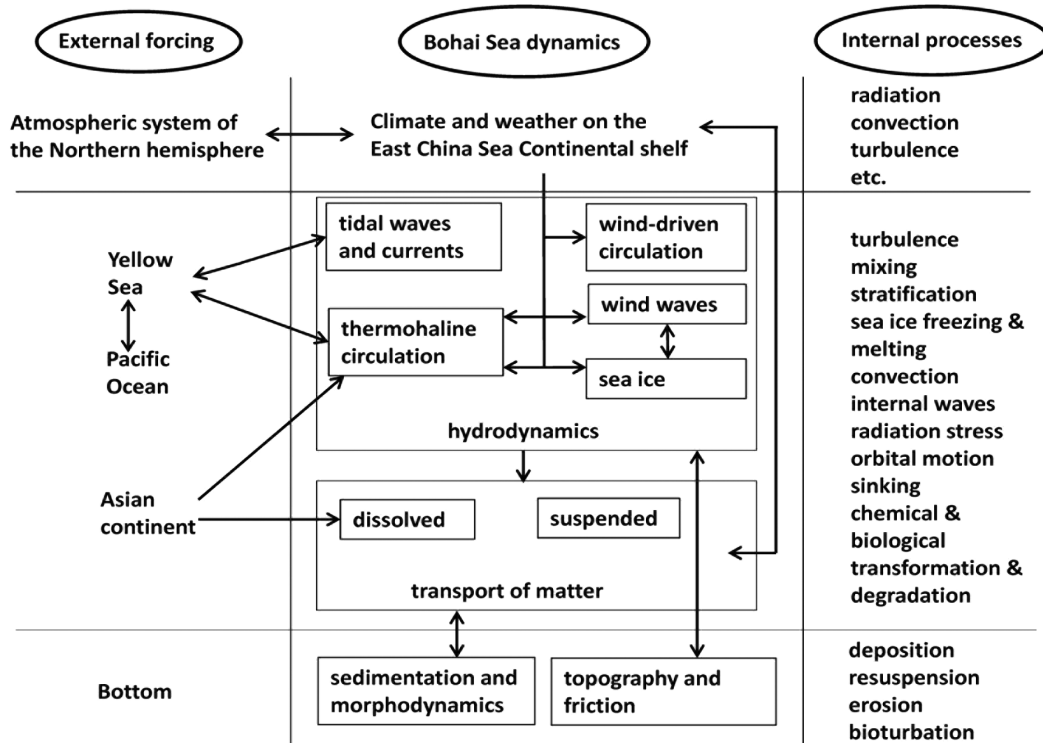 External forcing
Bohai Sea dynamics
Internal processes
Atmospheric system of
the Northern hemisphere
Climate and weather on the
East China Sea Continental shelf
radiation
convection
turbulence
etc.
Yellow
Sea
Pacific
Ocean
Asian
continent
tidal waves
and currents
wind-driven
circulation
thermohaline
circulation
wind waves
sea ice
hydrodynamics
dissolved
suspended
transport of matter
turbulence
mixing
stratification
sea ice freezing &
melting
convection
internal waves
radiation stress
orbital motion
sinking
chemical &
biological
transformation &
degradation
Bottom
sedimentation and
morphodynamics
topography and
friction
deposition
resuspension
erosion
bioturbation